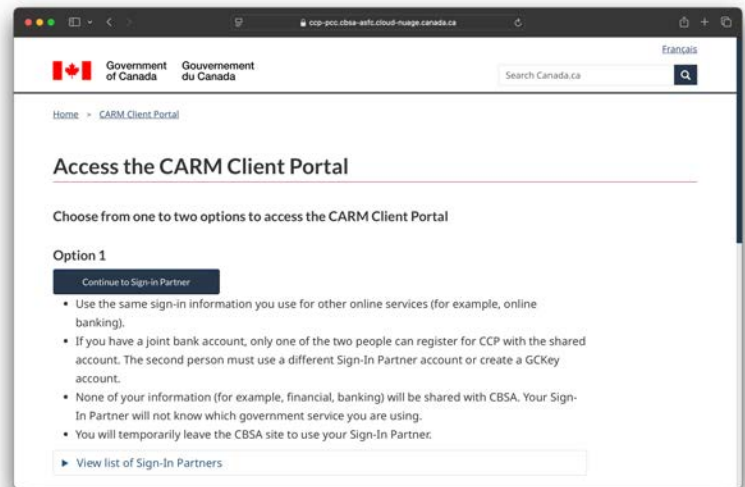 ccp-pcc.cbsa-asfc.cloud-nuage.canada.ca
Français
Government of Canada
Gouvernement du Canada
Search Canada.ca
Home > CARM Client Portal
Access the CARM Client Portal
Choose from one to two options to access the CARM Client Portal
Option 1
Continue to Sign-in Partner
▪ Use the same sign-in information you use for other online services (for example, online
banking).
▪ If you have a joint bank account, only one of the two people can register for CCP with the shared
account. The second person must use a different Sign-In Partner account or create a GCKey
account.
▪ None of your information (for example, financial, banking) will be shared with CBSA. Your Sign-
In Partner will not know which government service you are using.
▪ You will temporarily leave the CBSA site to use your Sign-In Partner.
▶ View list of Sign-In Partners